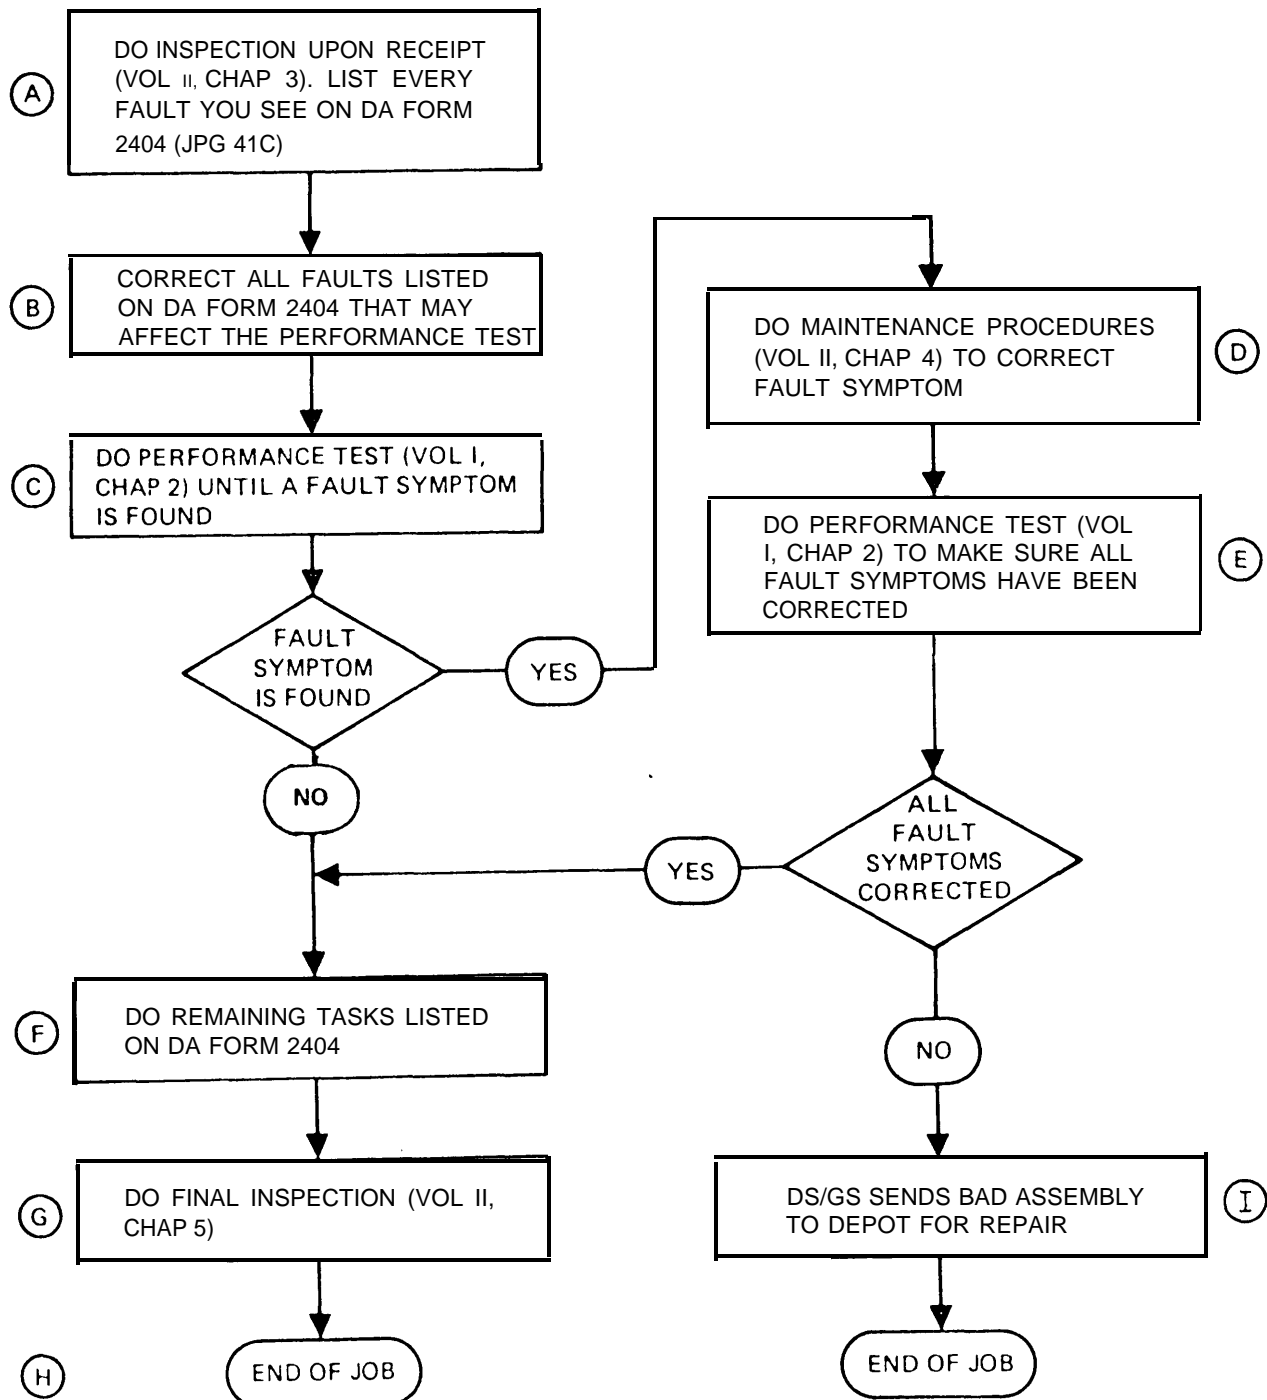 A
DO INSPECTION UPON RECEIPT
(VOL II, CHAP 3). LIST EVERY
FAULT YOU SEE ON DA FORM
2404 (JPG 41C)
B
CORRECT ALL FAULTS LISTED
ON DA FORM 2404 THAT MAY
AFFECT THE PERFORMANCE TEST
C
DO PERFORMANCE TEST (VOL I,
CHAP 2) UNTIL A FAULT SYMPTOM
IS FOUND
FAULT
SYMPTOM
IS FOUND
YES
NO
D
DO MAINTENANCE PROCEDURES
(VOL II, CHAP 4) TO CORRECT
FAULT SYMPTOM
E
DO PERFORMANCE TEST (VOL
I, CHAP 2) TO MAKE SURE ALL
FAULT SYMPTOMS HAVE BEEN
CORRECTED
ALL
FAULT
SYMPTOMS
CORRECTED
YES
NO
F
DO REMAINING TASKS LISTED
ON DA FORM 2404
G
DO FINAL INSPECTION (VOL II,
CHAP 5)
H
END OF JOB
I
DS/GS SENDS BAD ASSEMBLY
TO DEPOT FOR REPAIR
END OF JOB